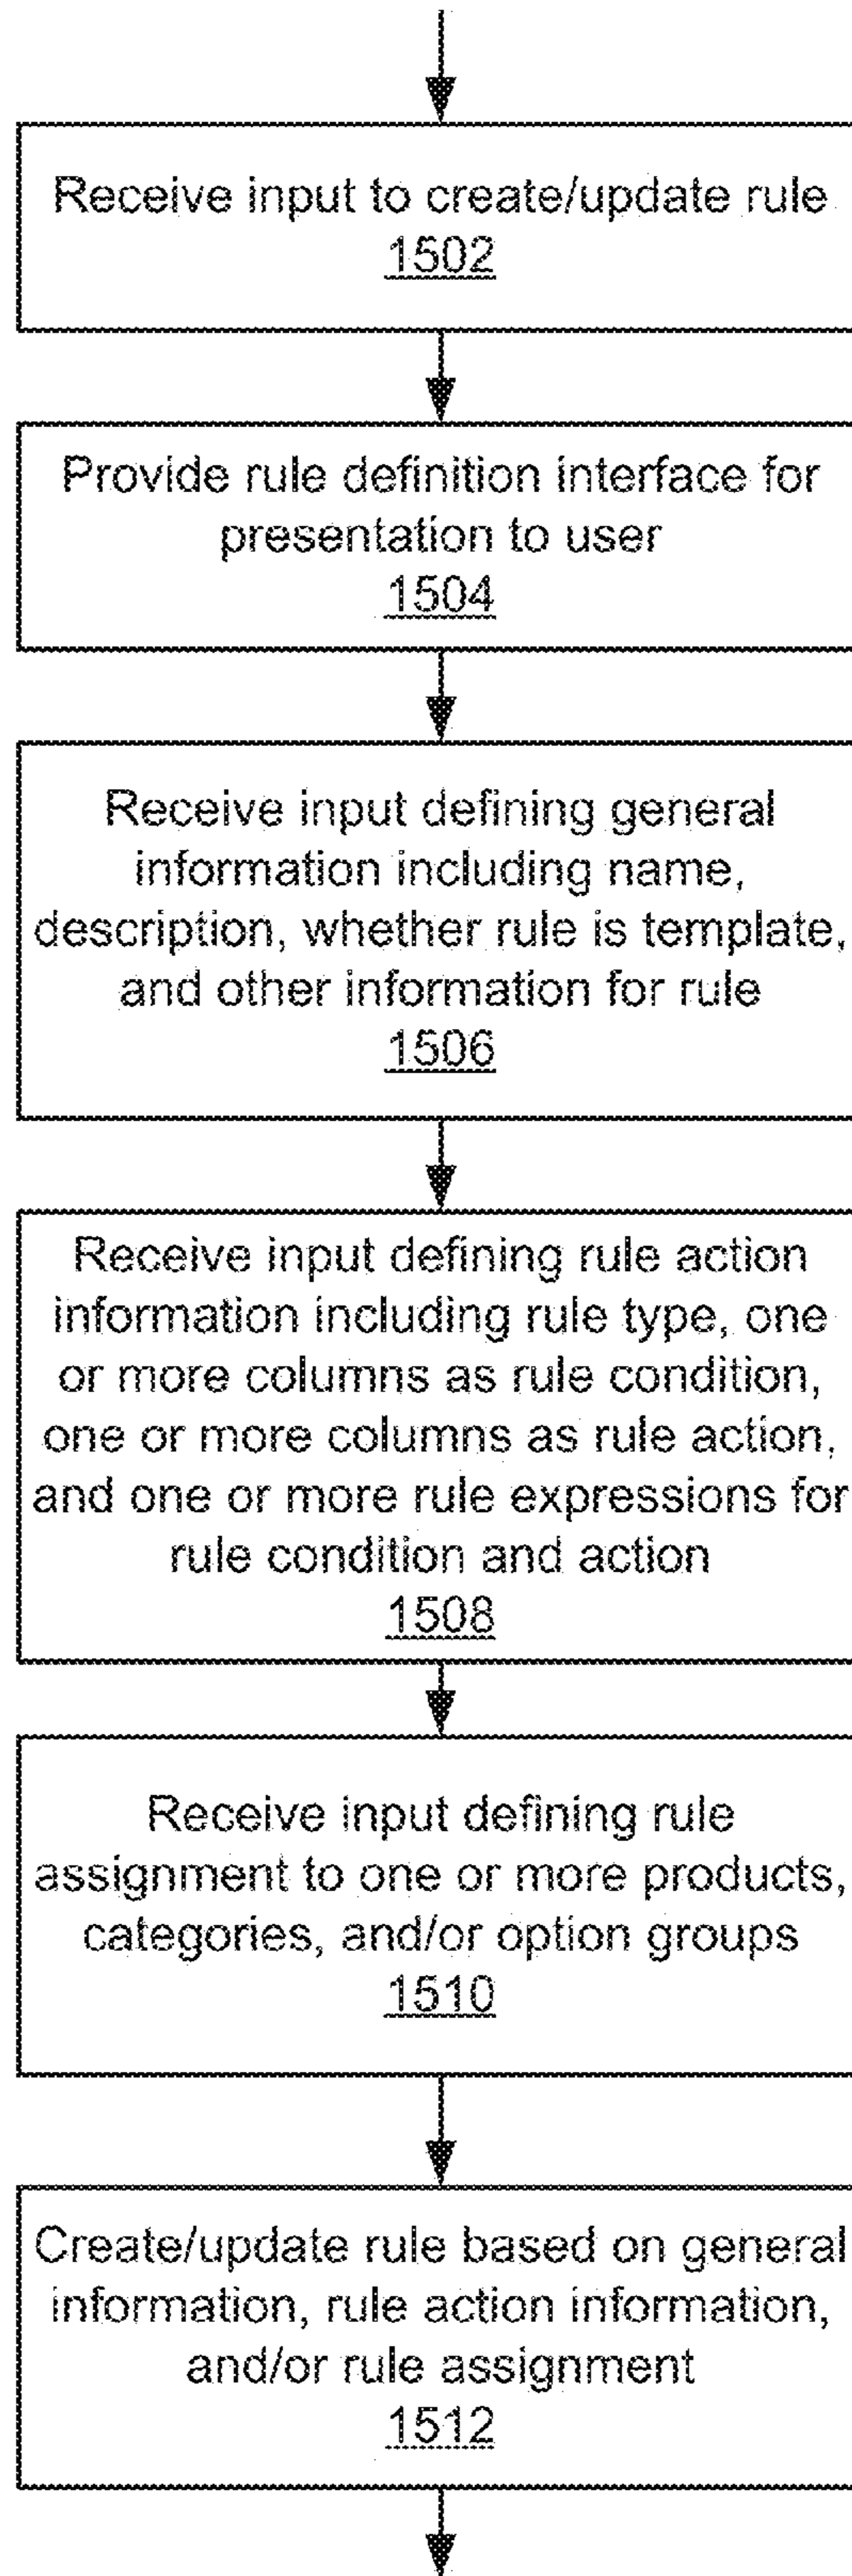 Receive input to create/update rule
1502
Provide rule definition interface for
presentation to user
1504
Receive input defining general
information including name,
description, whether rule is template,
and other information for rule
1506
Receive input defining rule action
information including rule type, one
or more columns as rule condition,
one or more columns as rule action,
and one or more rule expressions for
rule condition and action
1508
Receive input defining rule
assignment to one or more products,
categories, and/or option groups
1510
Create/update rule based on general
information, rule action information,
and/or rule assignment
1512